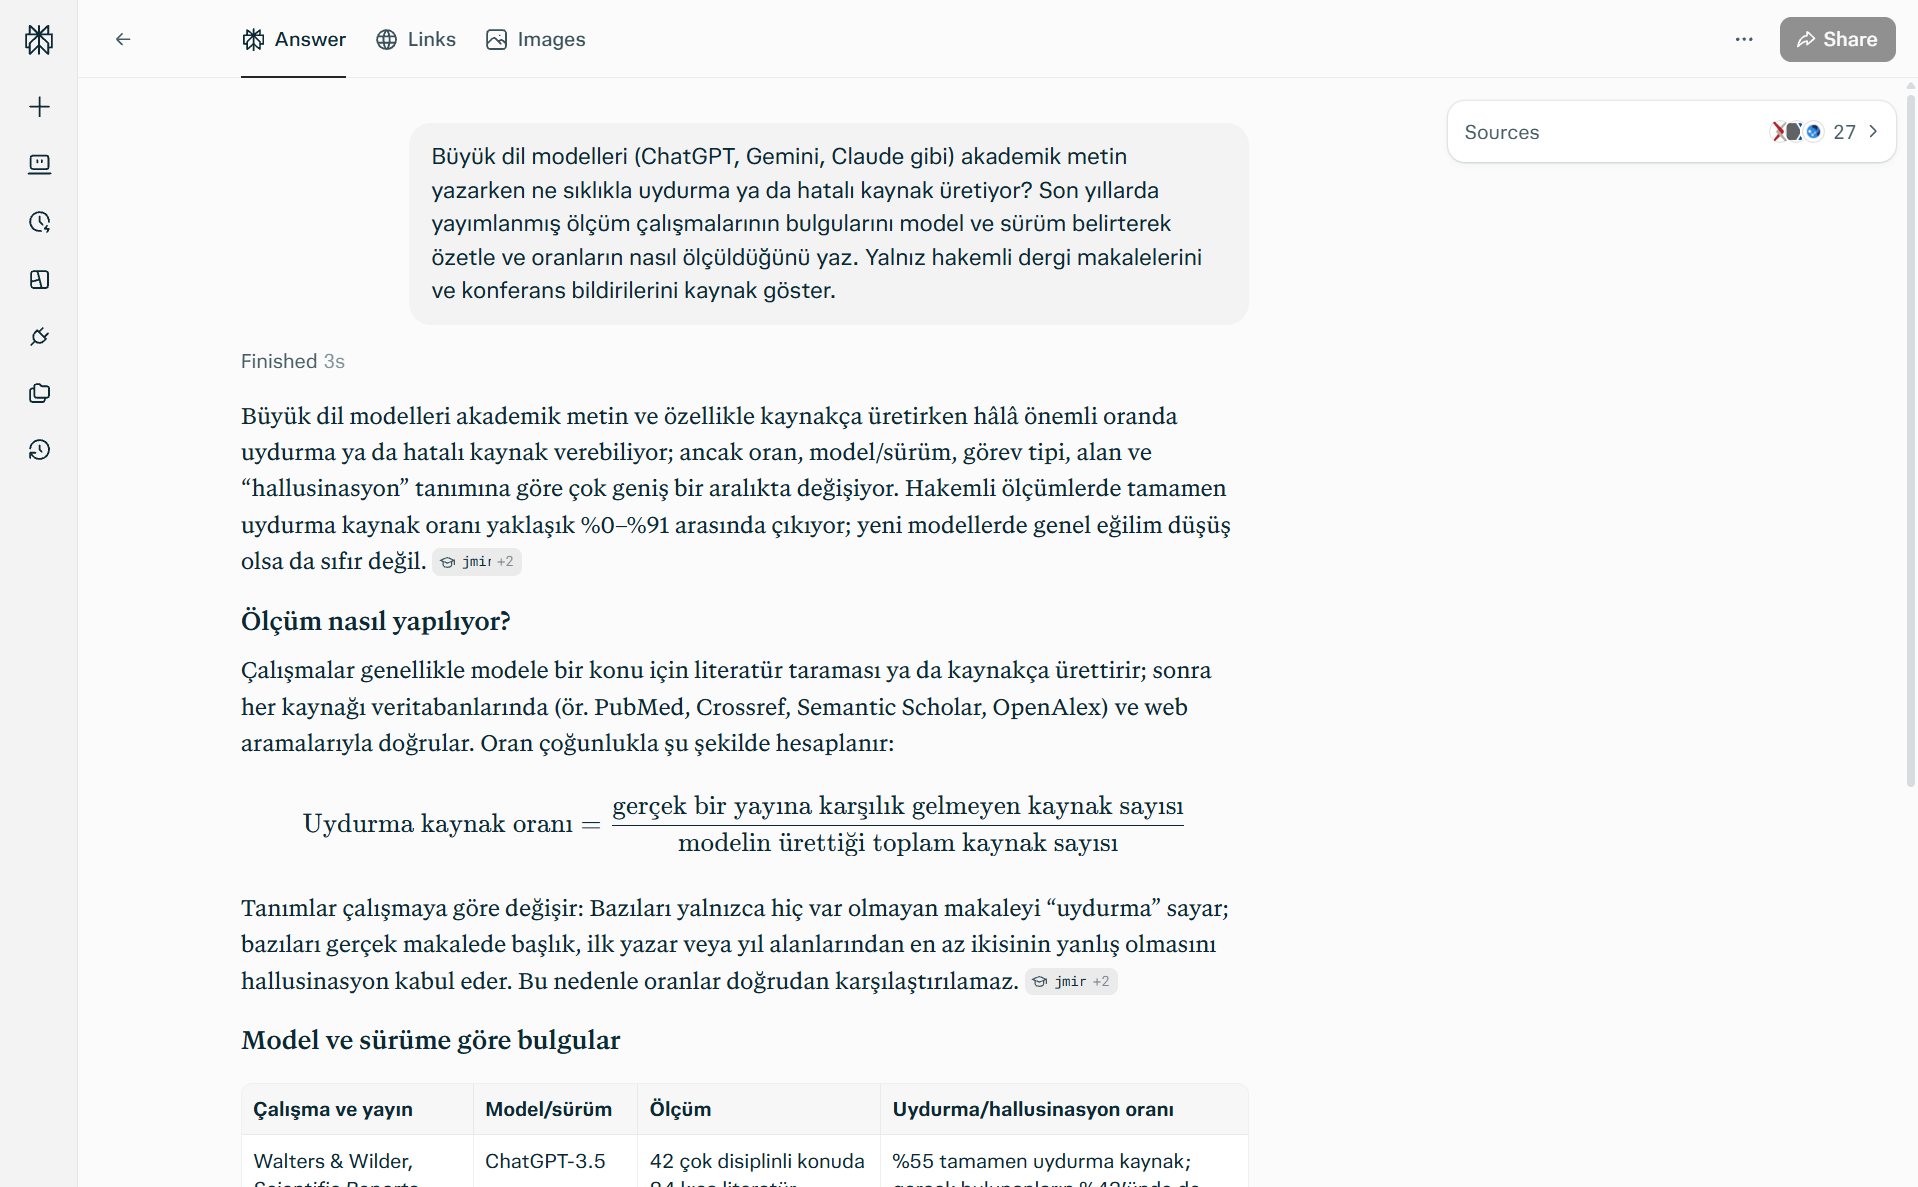 Answer
Links
Images
Share
Sources
27
Büyük dil modelleri (ChatGPT, Gemini, Claude gibi) akademik metin
yazarken ne sıklıkla uydurma ya da hatalı kaynak üretiyor? Son yıllarda
yayımlanmış ölçüm çalışmalarının bulgularını model ve sürüm belirterek
özetle ve oranların nasıl ölçüldüğünü yaz. Yalnız hakemli dergi makalelerini
ve konferans bildirilerini kaynak göster.
Finished 3s
Büyük dil modelleri akademik metin ve özellikle kaynakça üretirken hâlâ önemli oranda
uydurma ya da hatalı kaynak verebiliyor; ancak oran, model/sürüm, görev tipi, alan ve
“hallusinasyon” tanımına göre çok geniş bir aralıkta değişiyor. Hakemli ölçümlerde tamamen
uydurma kaynak oranı yaklaşık %0–%91 arasında çıkıyor; yeni modellerde genel eğilim düşüş
olsa da sıfır değil. jmir +2
Ölçüm nasıl yapılıyor?
Çalışmalar genellikle modele bir konu için literatür taraması ya da kaynakça ürettirir; sonra
her kaynağı veritabanlarında (ör. PubMed, Crossref, Semantic Scholar, OpenAlex) ve web
aramalarıyla doğrular. Oran çoğunlukla şu şekilde hesaplanır:
Uydurma kaynak oranı = gerçek bir yayına karşılık gelmeyen kaynak sayısı
modelin ürettiği toplam kaynak sayısı
Tanımlar çalışmaya göre değişir: Bazıları yalnızca hiç var olmayan makaleyi “uydurma” sayar;
bazıları gerçek makalede başlık, ilk yazar veya yıl alanlarından en az ikisinin yanlış olmasını
hallusinasyon kabul eder. Bu nedenle oranlar doğrudan karşılaştırılamaz. jmir +2
Model ve sürüme göre bulgular
Çalışma ve yayın Model/sürüm Ölçüm Uydurma/hallusinasyon oranı
Walters & Wilder, ChatGPT-3.5 42 çok disiplinli konuda %55 tamamen uydurma kaynak;